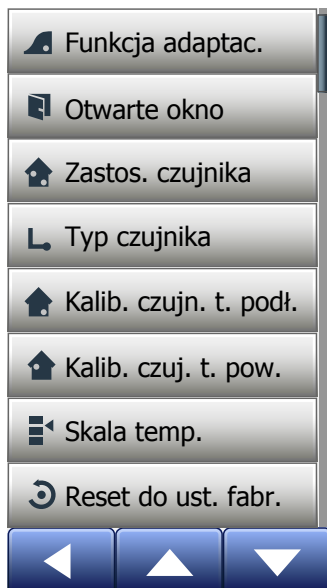 Funkcja adaptac.
Otwarte okno
Zastos. czujnika
Typ czujnika
Kalib. czujn. t. podł.
Kalib. czuj. t. pow.
Skala temp.
Reset do ust. fabr.